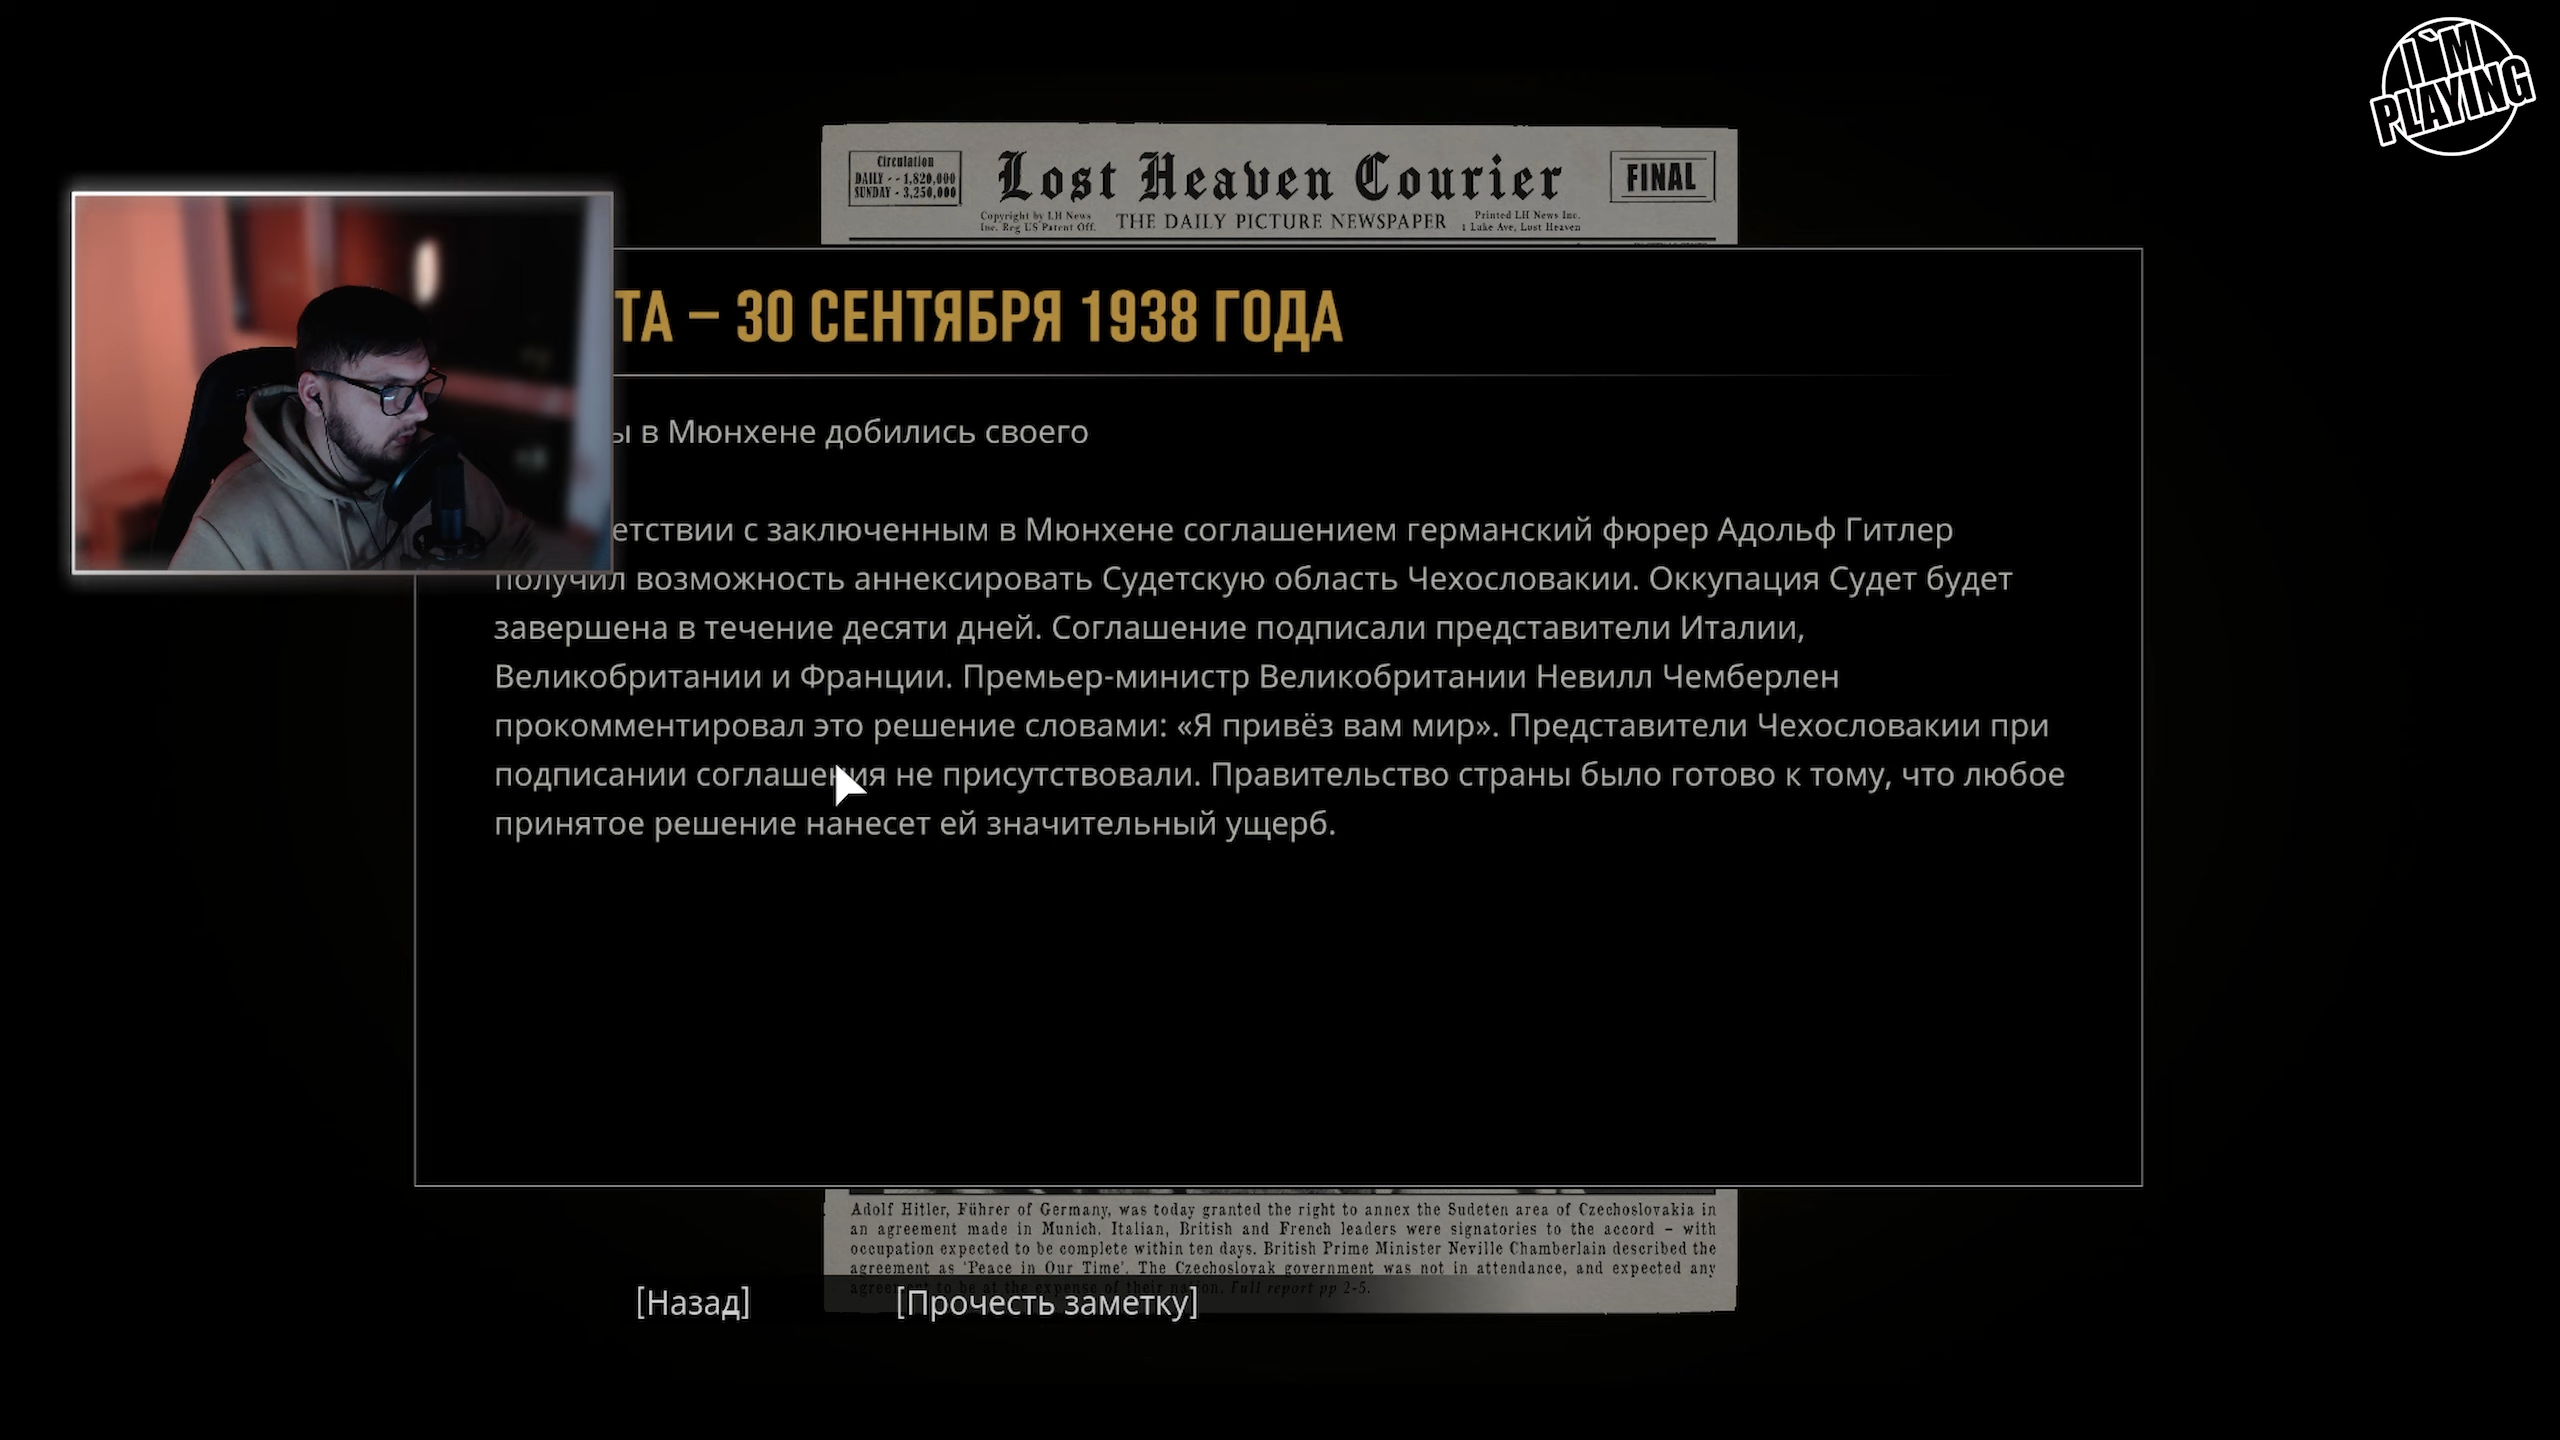 I`M
PLAYING
Circulation
DAILY - - 1,820,000
SUNDAY - 3,250,000
Lost Heaven Courier
FINAL
Copyright by LH News
Inc. Reg US Patent Off.
THE DAILY PICTURE NEWSPAPER
Printed LH News Inc.
1 Lake Ave, Lost Heaven
ТА – 30 СЕНТЯБРЯ 1938 ГОДА
ы в Мюнхене добились своего
етствии с заключенным в Мюнхене соглашением германский фюрер Адольф Гитлер
получил возможность аннексировать Судетскую область Чехословакии. Оккупация Судет будет
завершена в течение десяти дней. Соглашение подписали представители Италии,
Великобритании и Франции. Премьер-министр Великобритании Невилл Чемберлен
прокомментировал это решение словами: «Я привёз вам мир». Представители Чехословакии при
подписании соглашения не присутствовали. Правительство страны было готово к тому, что любое
принятое решение нанесет ей значительный ущерб.
Adolf Hitler, Führer of Germany, was today granted the right to annex the Sudeten area of Czechoslovakia in
an agreement made in Munich. Italian, British and French leaders were signatories to the accord – with
occupation expected to be complete within ten days. British Prime Minister Neville Chamberlain described the
agreement as 'Peace in Our Time'. The Czechoslovak government was not in attendance, and expected any
agreement to be at the expense of their nation. Full report pp 2-5.
[Назад]
[Прочесть заметку]